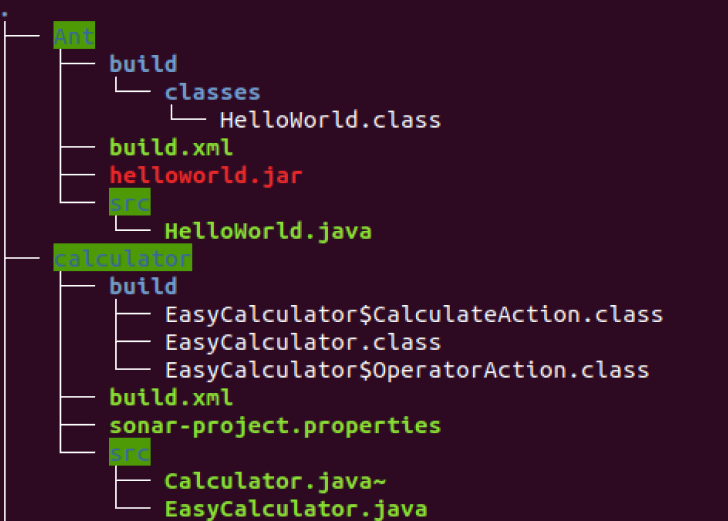 .
Ant
build
classes
HelloWorld.class
build.xml
helloworld.jar
src
HelloWorld.java
calculator
build
EasyCalculator$CalculateAction.class
EasyCalculator.class
EasyCalculator$OperatorAction.class
build.xml
sonar-project.properties
src
Calculator.java~
EasyCalculator.java